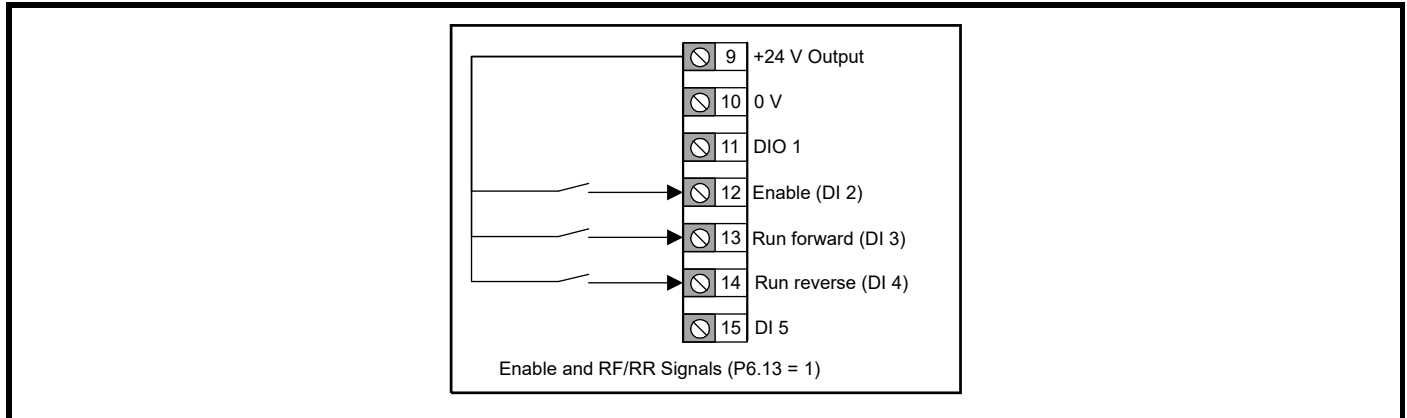 9 +24 V Output
10 0 V
11 DIO 1
12 Enable (DI 2)
13 Run forward (DI 3)
14 Run reverse (DI 4)
15 DI 5
Enable and RF/RR Signals (P6.13 = 1)